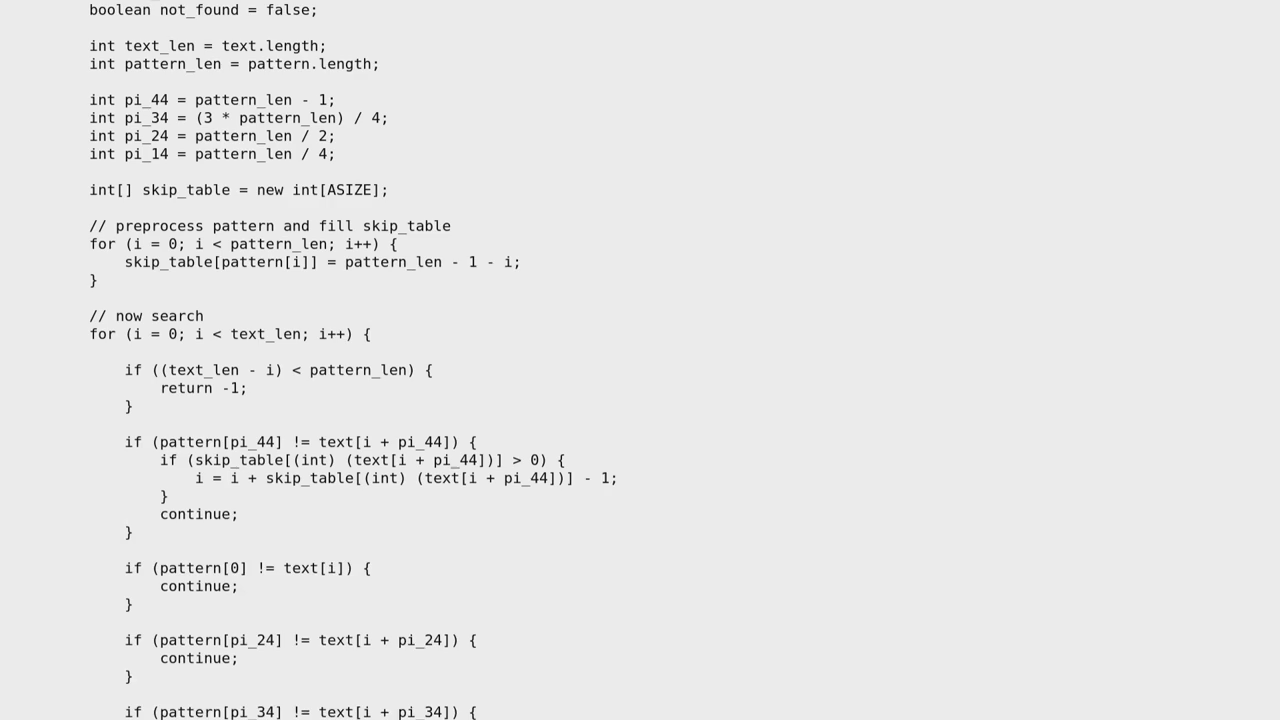 boolean not_found = false;
int text_len = text.length;
int pattern_len = pattern.length;
int pi_44 = pattern_len - 1;
int pi_34 = (3 * pattern_len) / 4;
int pi_24 = pattern_len / 2;
int pi_14 = pattern_len / 4;
int[] skip_table = new int[ASIZE];
// preprocess pattern and fill skip_table
for (i = 0; i < pattern_len; i++) {
skip_table[pattern[i]] = pattern_len - 1 - i;
}
// now search
for (i = 0; i < text_len; i++) {
if ((text_len - i) < pattern_len) {
return -1;
}
if (pattern[pi_44] != text[i + pi_44]) {
if (skip_table[(int) (text[i + pi_44])] > 0) {
i = i + skip_table[(int) (text[i + pi_44])] - 1;
}
continue;
}
if (pattern[0] != text[i]) {
continue;
}
if (pattern[pi_24] != text[i + pi_24]) {
continue;
}
if (pattern[pi_34] != text[i + pi_34]) {